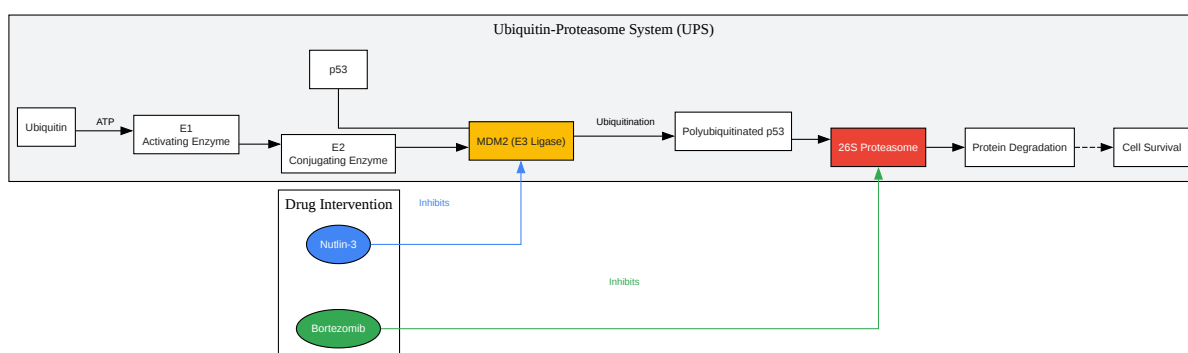 Ubiquitin-Proteasome System (UPS)
p53
Ubiquitin
ATP
E1
Activating Enzyme
E2
Conjugating Enzyme
MDM2 (E3 Ligase)
Ubiquitination
Polyubiquitinated p53
26S Proteasome
Protein Degradation
Cell Survival
Drug Intervention
Inhibits
Nutlin-3
Inhibits
Bortezomib